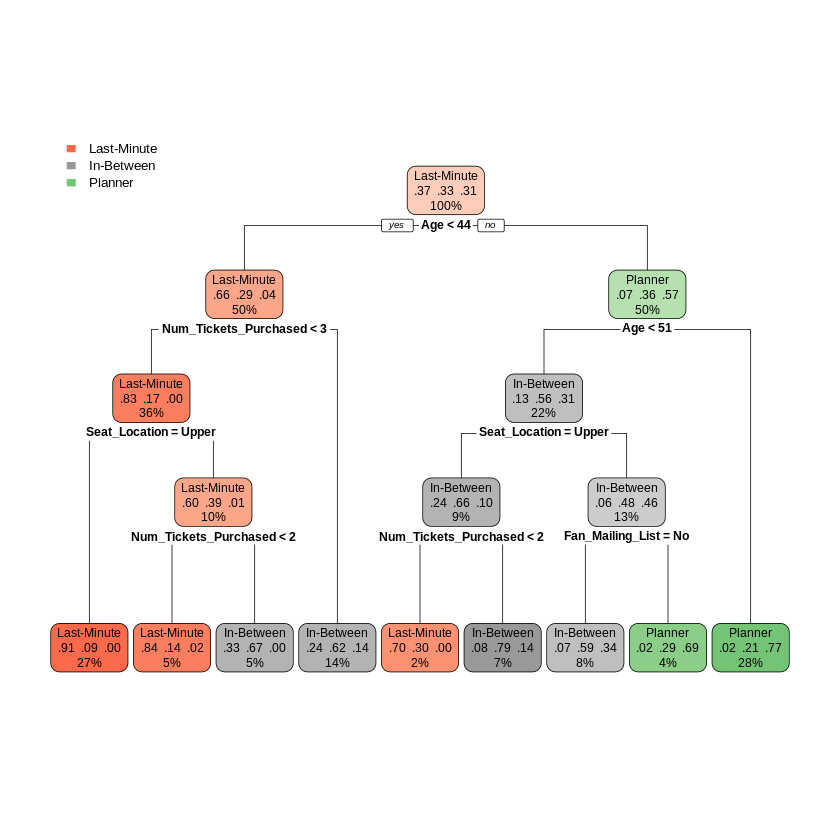 Last-Minute
In-Between
Planner
Last-Minute
.37 .33 .31
100%
yes Age < 44 no
Last-Minute
.66 .29 .04
50%
Planner
.07 .36 .57
50%
Num_Tickets_Purchased < 3
Age < 51
Last-Minute
.83 .17 .00
36%
In-Between
.13 .56 .31
22%
Seat_Location = Upper
Seat_Location = Upper
Last-Minute
.60 .39 .01
10%
In-Between
.24 .66 .10
9%
In-Between
.06 .48 .46
13%
Num_Tickets_Purchased < 2
Num_Tickets_Purchased < 2
Fan_Mailing_List = No
Last-Minute
.91 .09 .00
27%
Last-Minute
.84 .14 .02
5%
In-Between
.33 .67 .00
5%
In-Between
.24 .62 .14
14%
Last-Minute
.70 .30 .00
2%
In-Between
.08 .79 .14
7%
In-Between
.07 .59 .34
8%
Planner
.02 .29 .69
4%
Planner
.02 .21 .77
28%